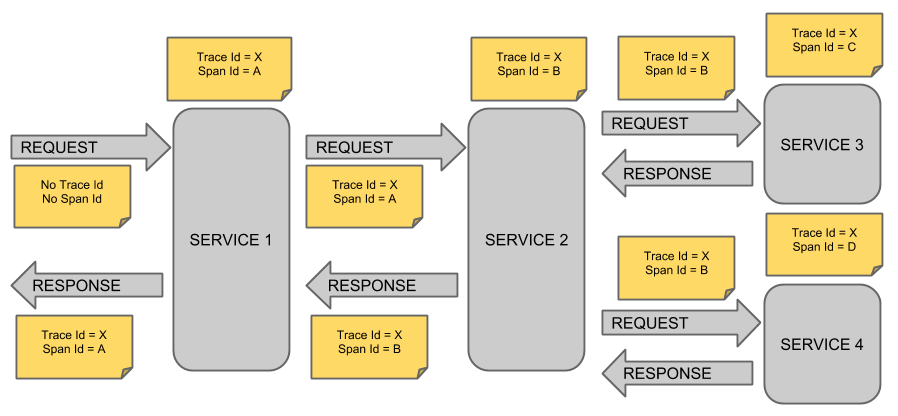 Trace Id = X
Span Id = A
REQUEST
No Trace Id
No Span Id
SERVICE 1
RESPONSE
Trace Id = X
Span Id = A
REQUEST
Trace Id = X
Span Id = A
Trace Id = X
Span Id = B
SERVICE 2
RESPONSE
Trace Id = X
Span Id = B
Trace Id = X
Span Id = B
REQUEST
Trace Id = X
Span Id = C
SERVICE 3
RESPONSE
Trace Id = X
Span Id = B
REQUEST
Trace Id = X
Span Id = D
SERVICE 4
RESPONSE